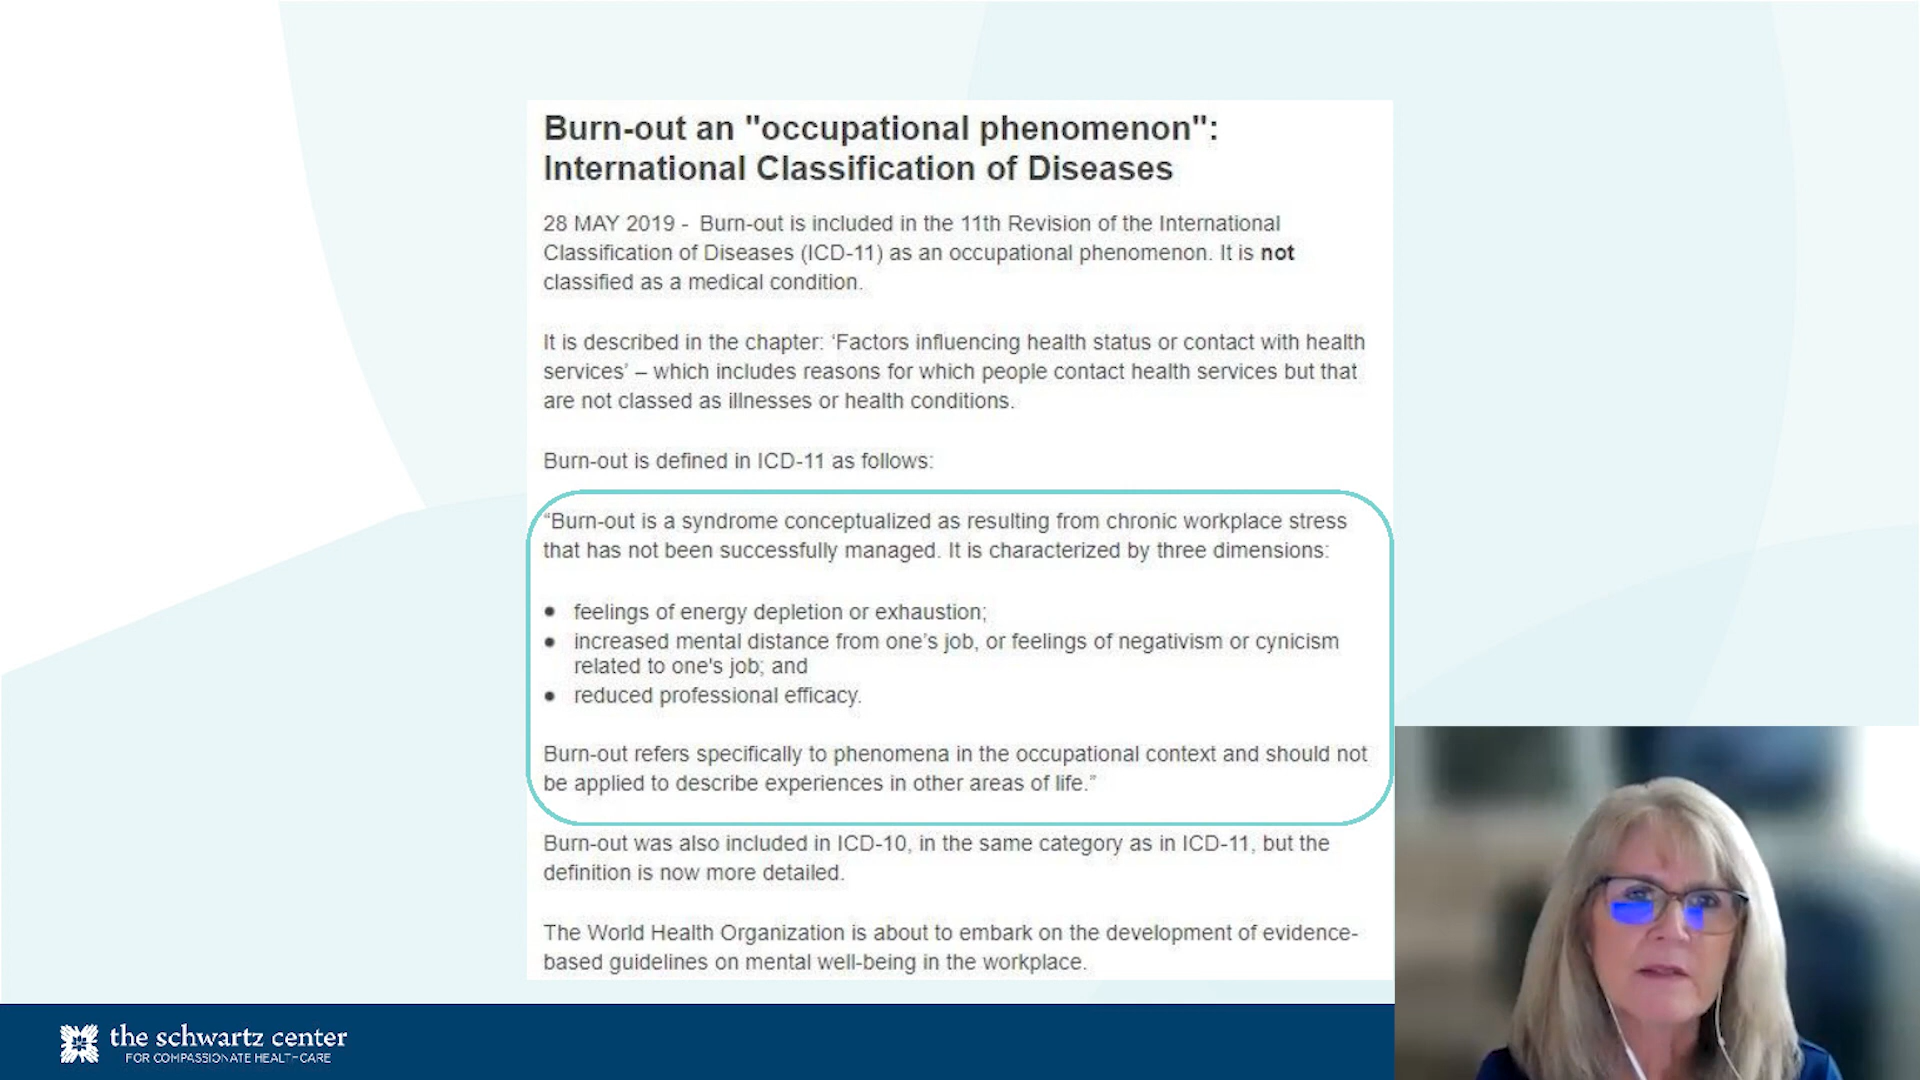 Burn-out an "occupational phenomenon":
International Classification of Diseases
28 MAY 2019 - Burn-out is included in the 11th Revision of the International
Classification of Diseases (ICD-11) as an occupational phenomenon. It is not
classified as a medical condition.
It is described in the chapter: ‘Factors influencing health status or contact with health
services’ – which includes reasons for which people contact health services but that
are not classed as illnesses or health conditions.
Burn-out is defined in ICD-11 as follows:
“Burn-out is a syndrome conceptualized as resulting from chronic workplace stress
that has not been successfully managed. It is characterized by three dimensions:
● feelings of energy depletion or exhaustion;
● increased mental distance from one’s job, or feelings of negativism or cynicism
related to one's job; and
● reduced professional efficacy.
Burn-out refers specifically to phenomena in the occupational context and should not
be applied to describe experiences in other areas of life.”
Burn-out was also included in ICD-10, in the same category as in ICD-11, but the
definition is now more detailed.
The World Health Organization is about to embark on the development of evidence-
based guidelines on mental well-being in the workplace.
the schwartz center
FOR COMPASSIONATE HEALTHCARE